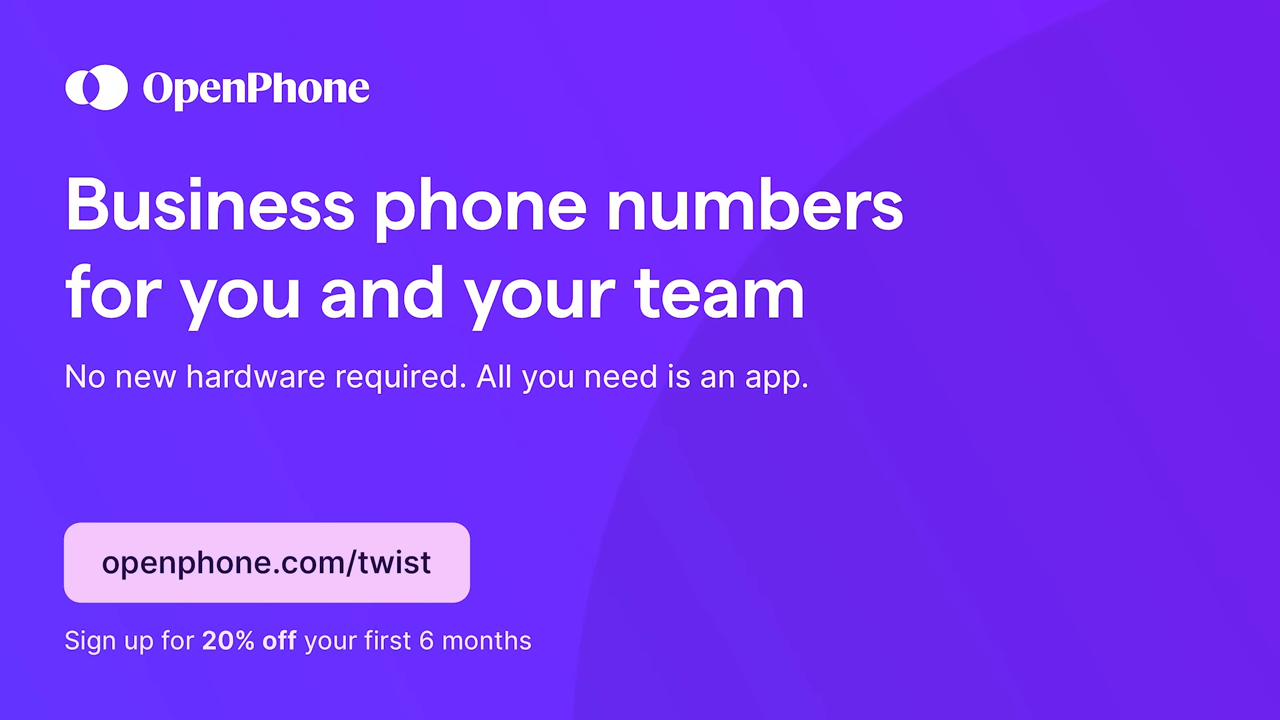 OpenPhone
Business phone numbers
for you and your team
No new hardware required. All you need is an app.
openphone.com/twist
Sign up for 20% off your first 6 months